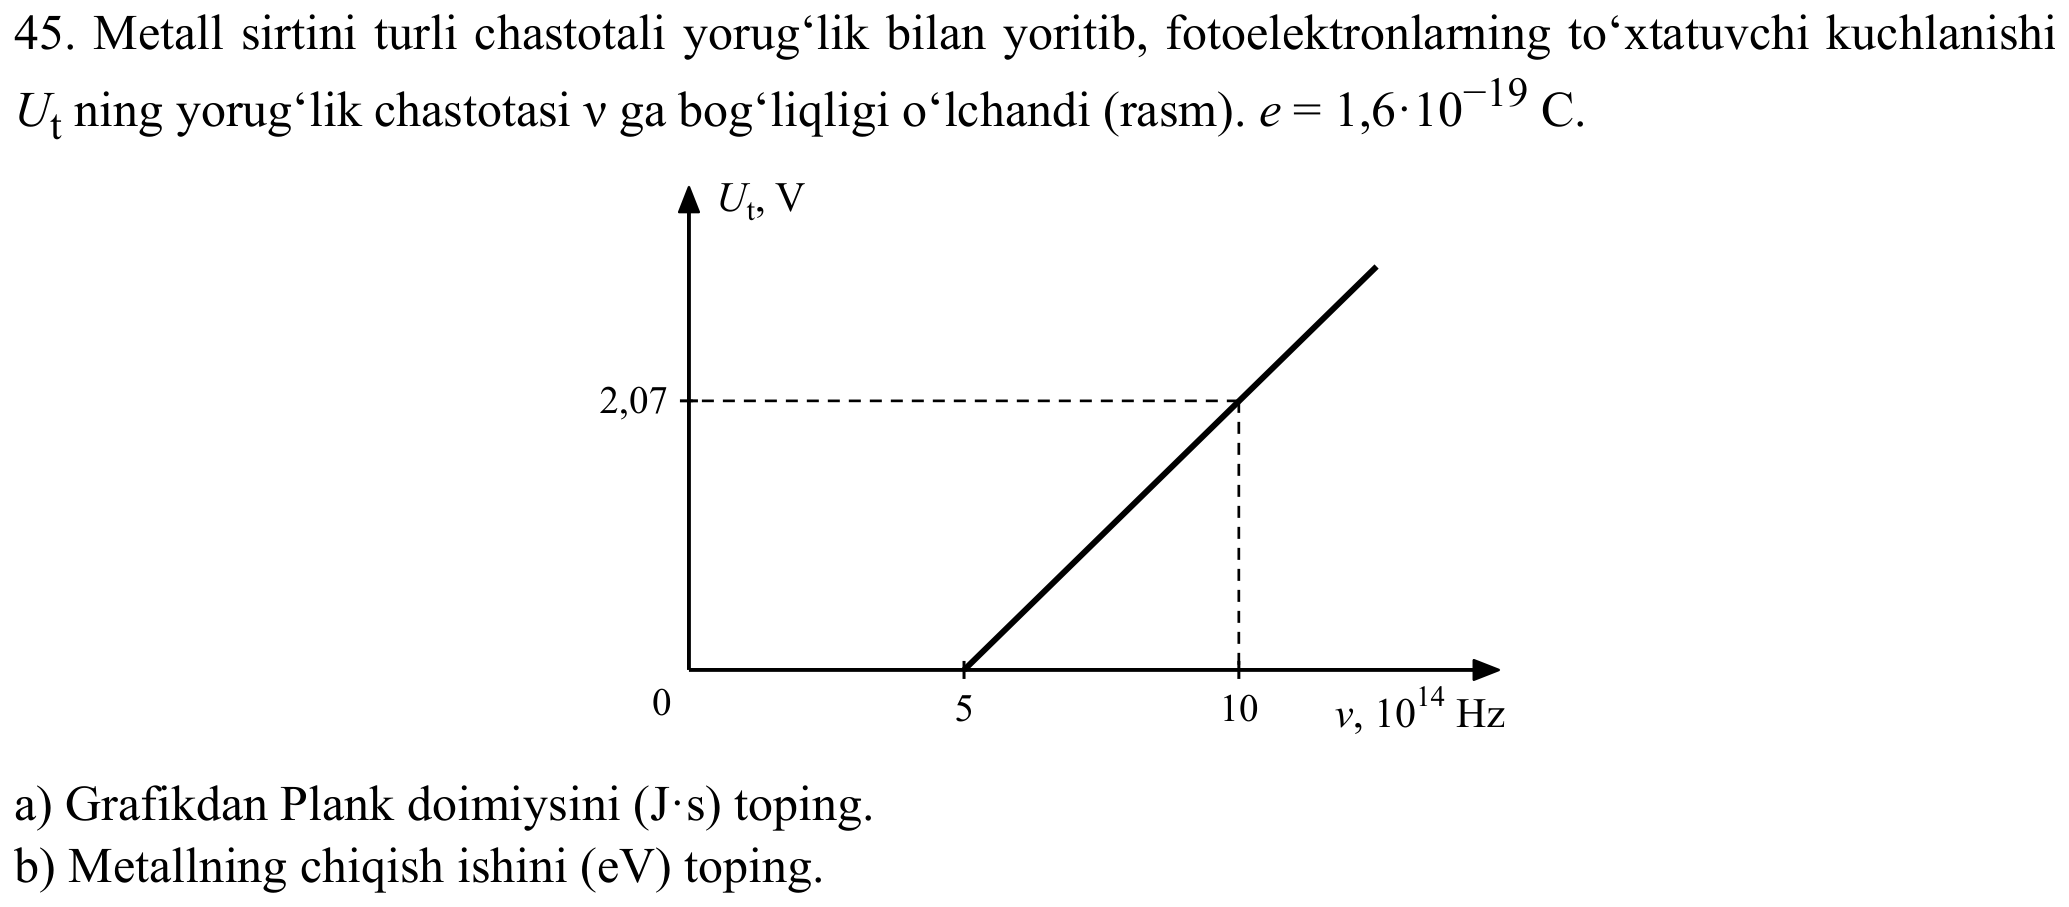 45. Metall sirtini turli chastotali yorug‘lik bilan yoritib, fotoelektronlarning to‘xtatuvchi kuchlanishi
Uₜ ning yorug‘lik chastotasi ν ga bog‘liqligi o‘lchandi (rasm). e = 1,6·10⁻¹⁹ C.
Uₜ, V
2,07
0
5
10
ν, 10¹⁴ Hz
a) Grafikdan Plank doimiysini (J·s) toping.
b) Metallning chiqish ishini (eV) toping.